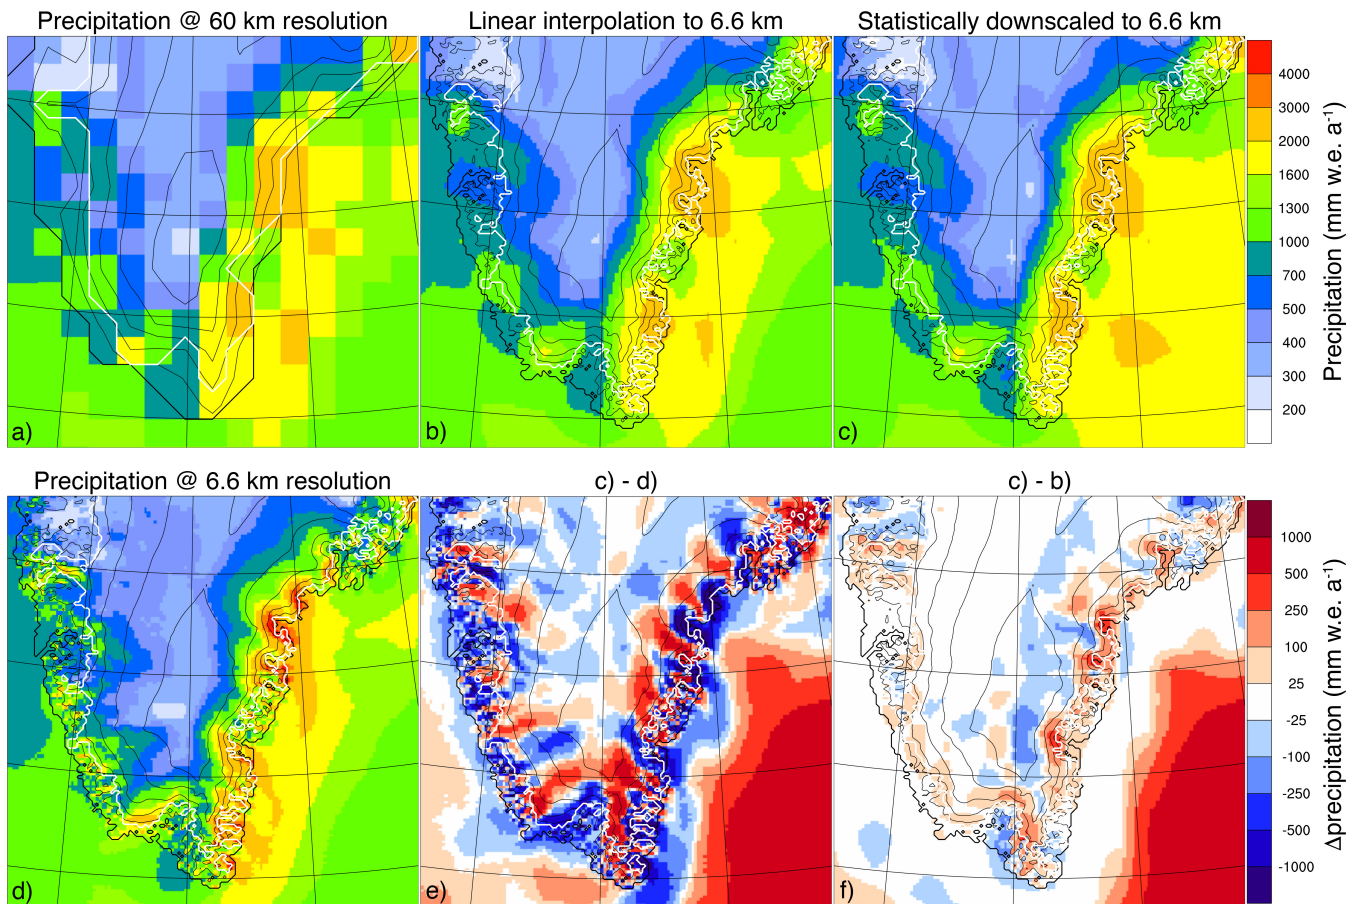 Precipitation @ 60 km resolution
Linear interpolation to 6.6 km
Statistically downscaled to 6.6 km
a)
b)
c)
4000
3000
2000
1600
1300
1000
700
500
400
300
200
Precipitation (mm w.e. a⁻¹)
Precipitation @ 6.6 km resolution
c) - d)
c) - b)
d)
e)
f)
1000
500
250
100
25
-25
-100
-250
-500
-1000
Δprecipitation (mm w.e. a⁻¹)